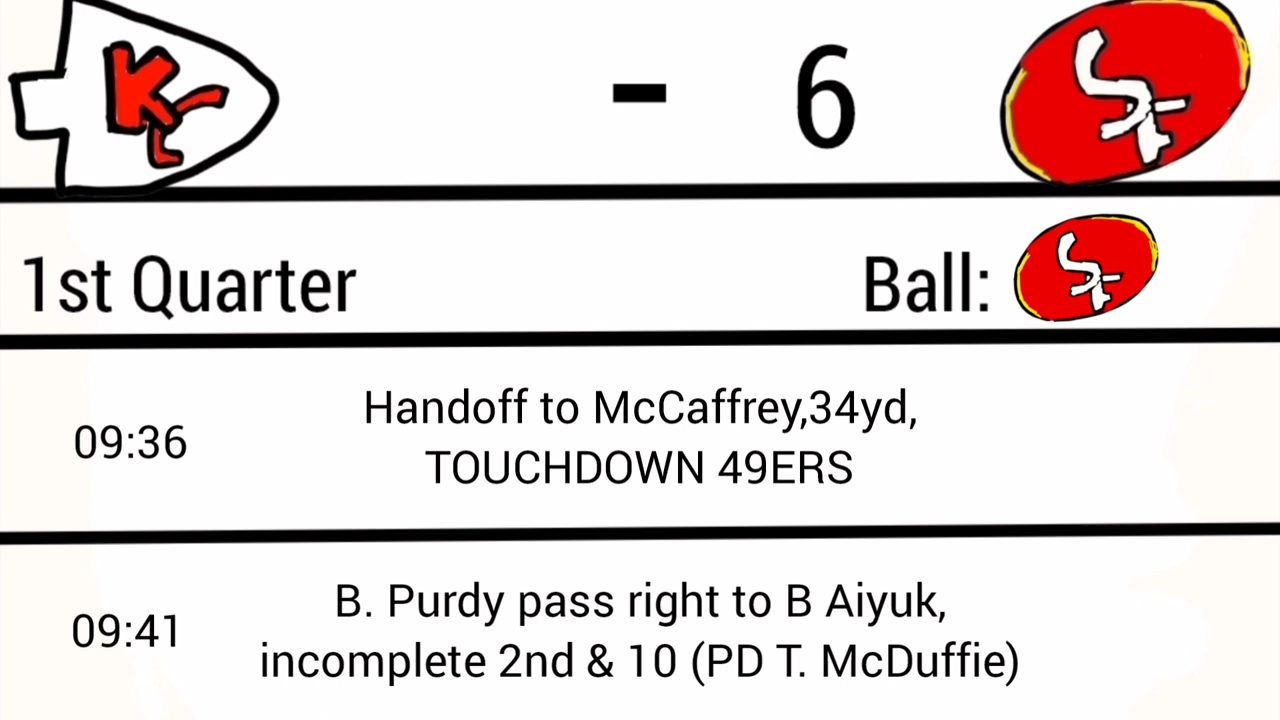 KC
- 6
SF
1st Quarter
Ball: SF
09:36
Handoff to McCaffrey,34yd,
TOUCHDOWN 49ERS
09:41
B. Purdy pass right to B Aiyuk,
incomplete 2nd & 10 (PD T. McDuffie)